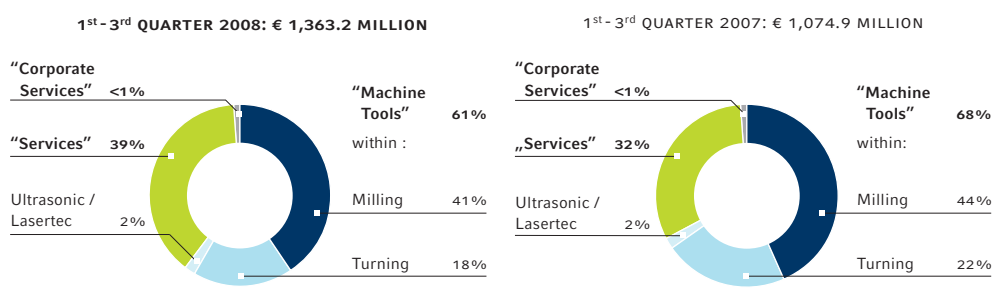 1st - 3rd QUARTER 2008: € 1,363.2 MILLION
“Corporate
Services” <1%
“Machine
Tools” 61%
“Services” 39%
within :
Ultrasonic /
Lasertec 2%
Milling 41%
Turning 18%
1st - 3rd QUARTER 2007: € 1,074.9 MILLION
“Corporate
Services” <1%
“Machine
Tools” 68%
„Services” 32%
within:
Ultrasonic /
Lasertec 2%
Milling 44%
Turning 22%